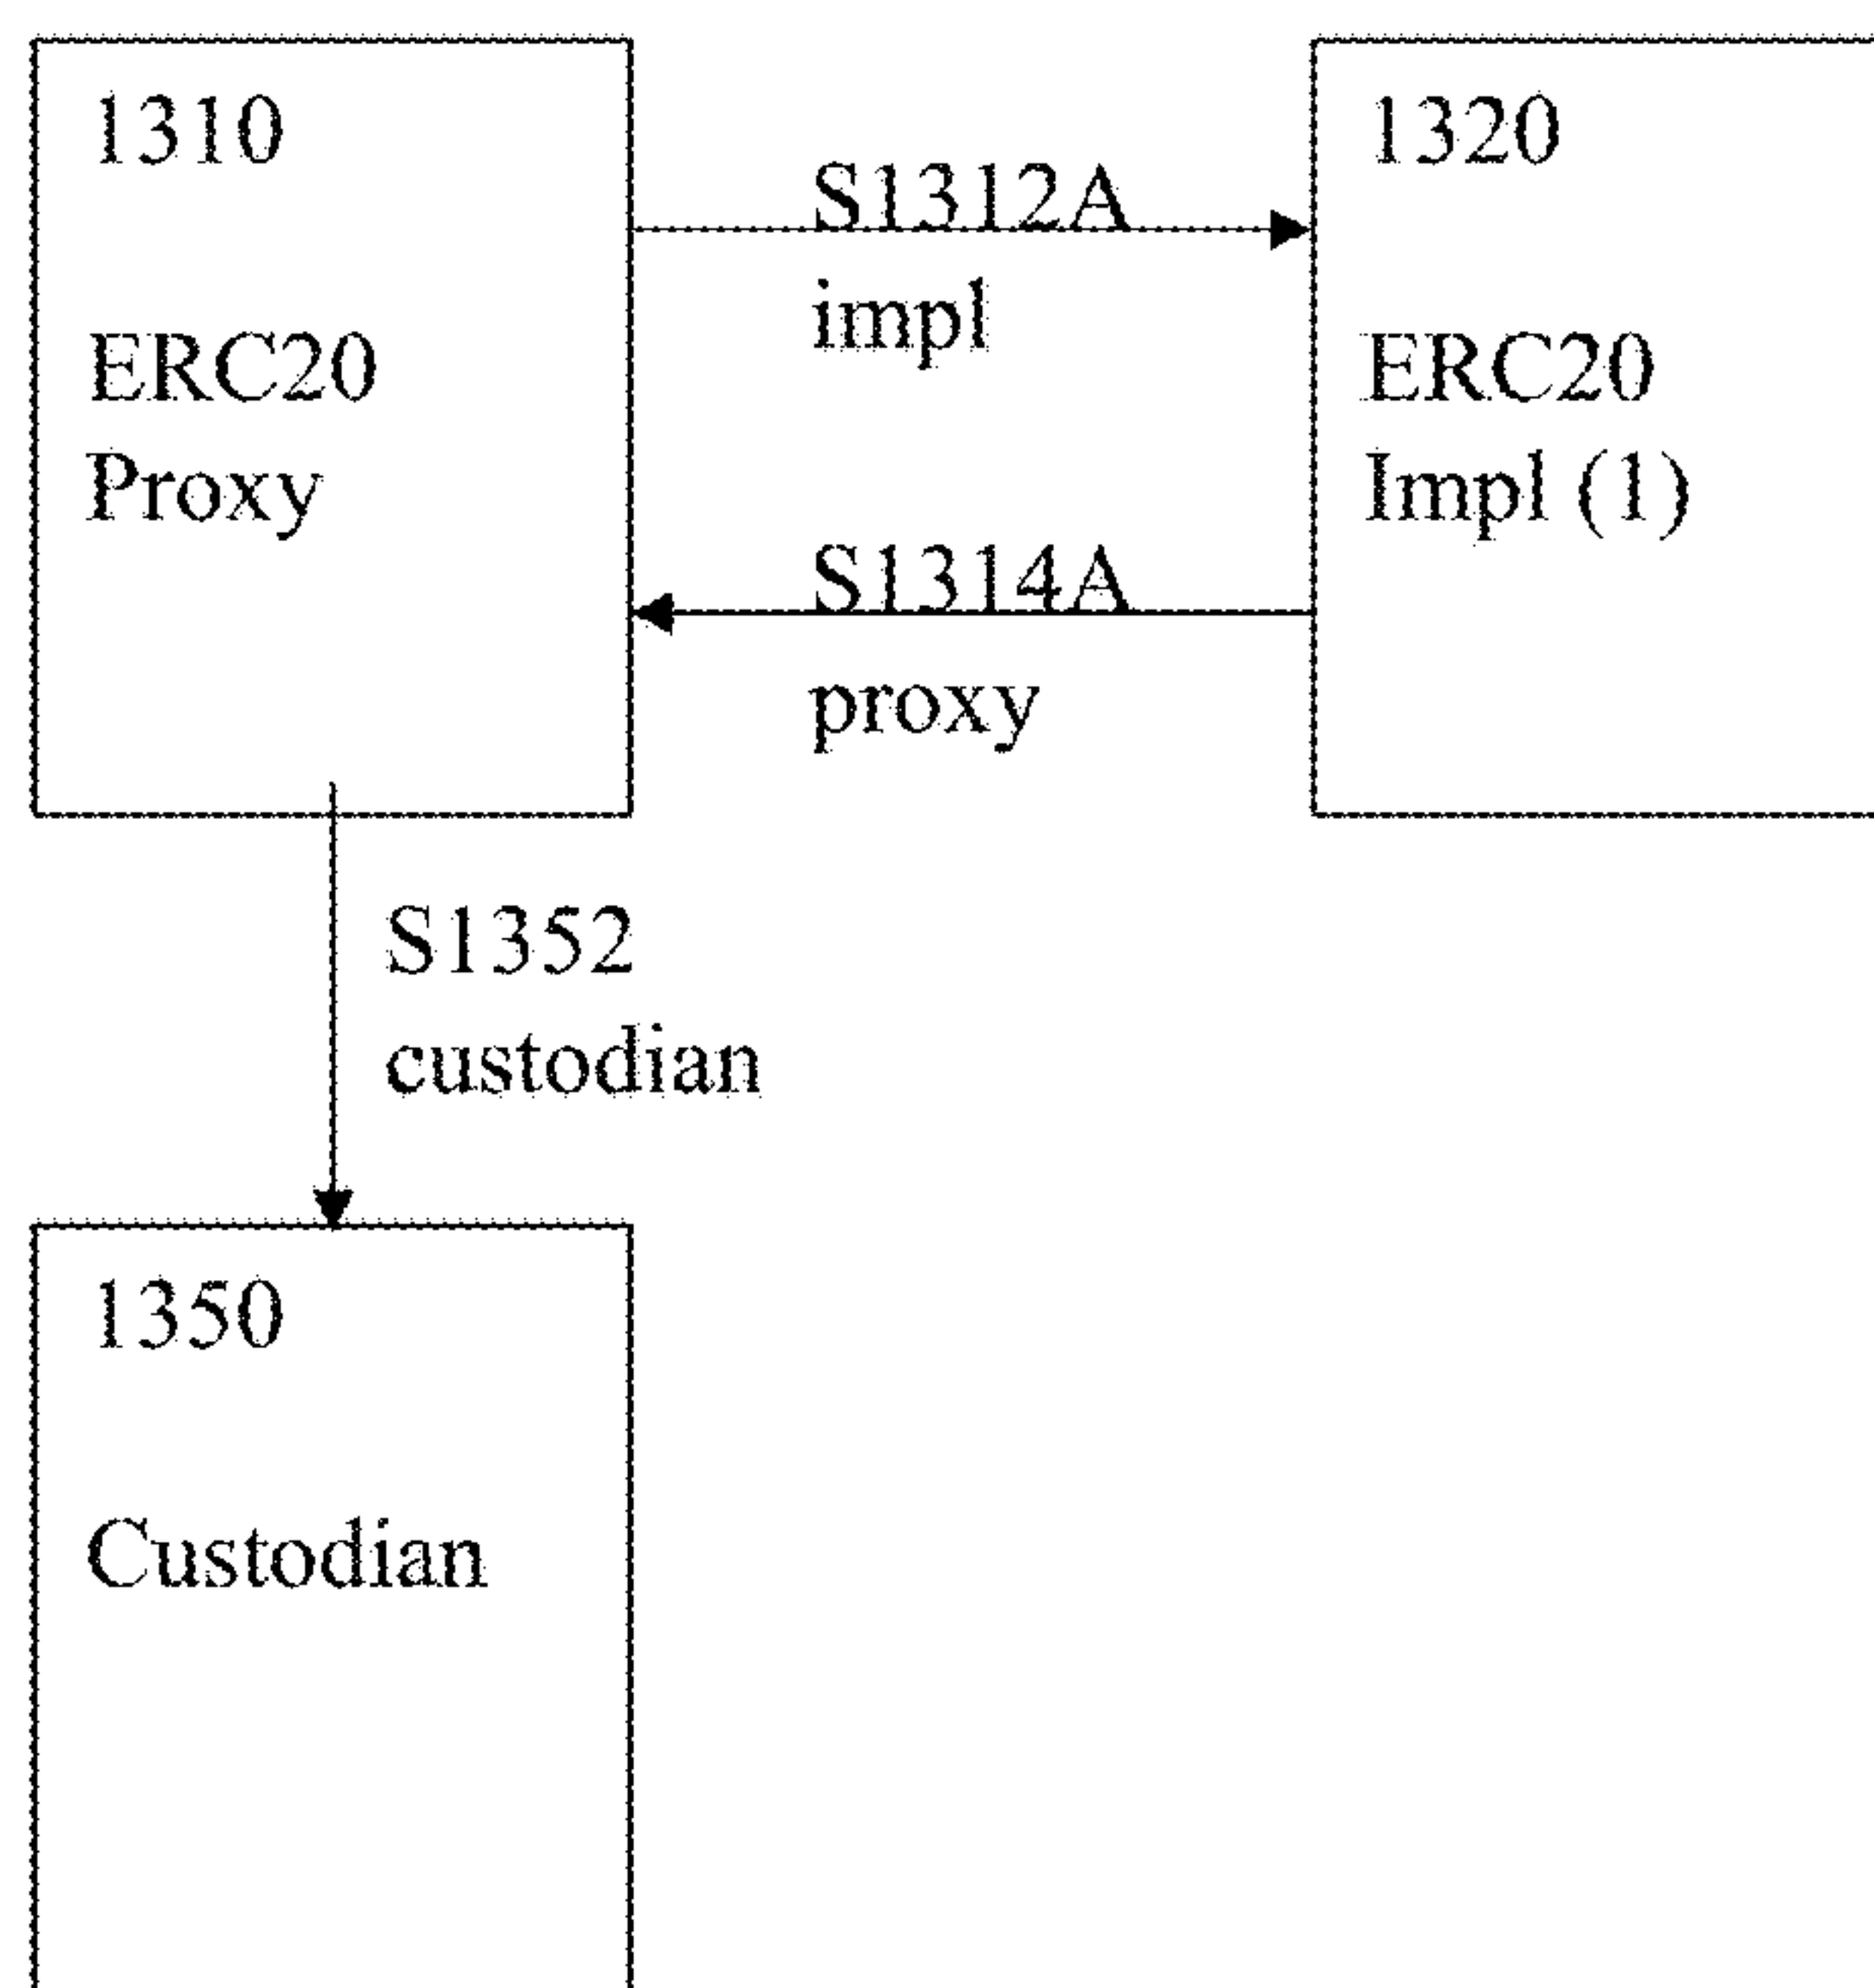 1310
ERC20
Proxy
S1312A
impl
S1314A
proxy
1320
ERC20
Impl (1)
S1352
custodian
1350
Custodian